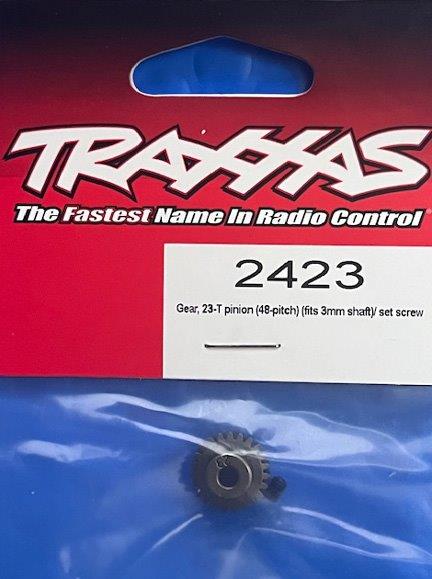 TRAXXAS
The Fastest Name In Radio Control
2423
Gear, 23-T pinion (48-pitch) (fits 3mm shaft)/ set screw